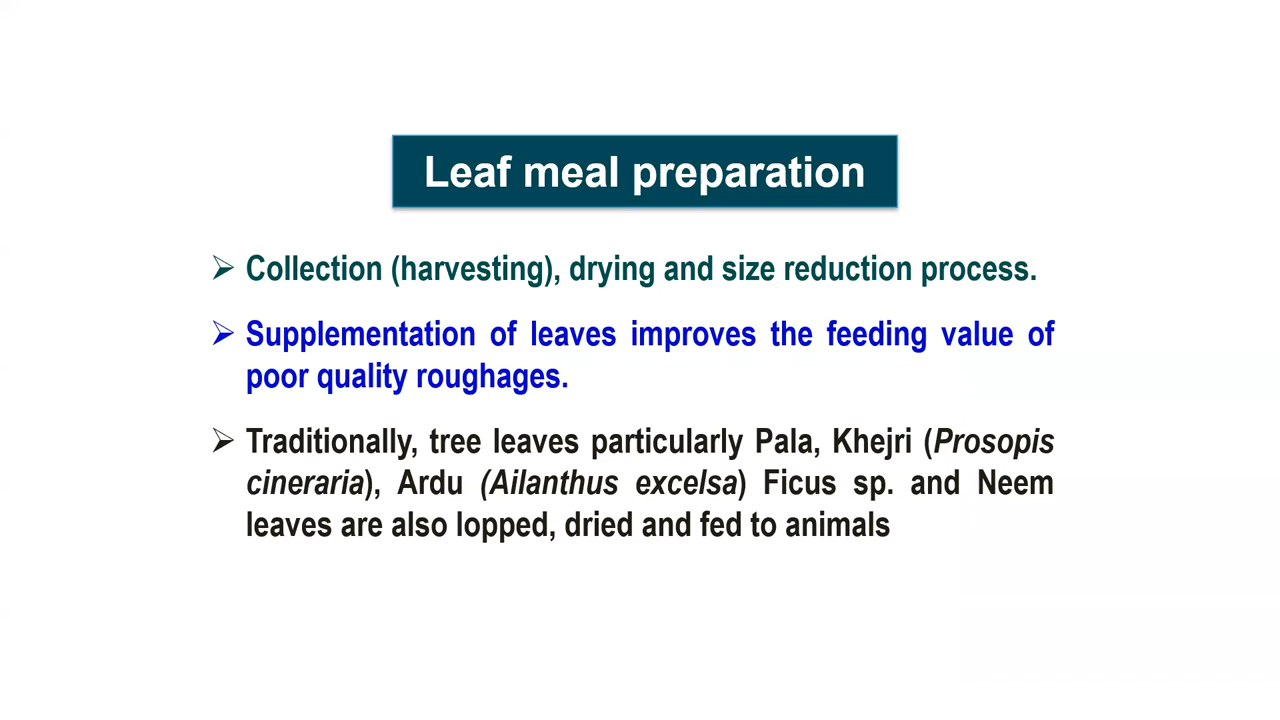 Leaf meal preparation
➢ Collection (harvesting), drying and size reduction process.
➢ Supplementation of leaves improves the feeding value of
poor quality roughages.
➢ Traditionally, tree leaves particularly Pala, Khejri (Prosopis
cineraria), Ardu (Ailanthus excelsa) Ficus sp. and Neem
leaves are also lopped, dried and fed to animals